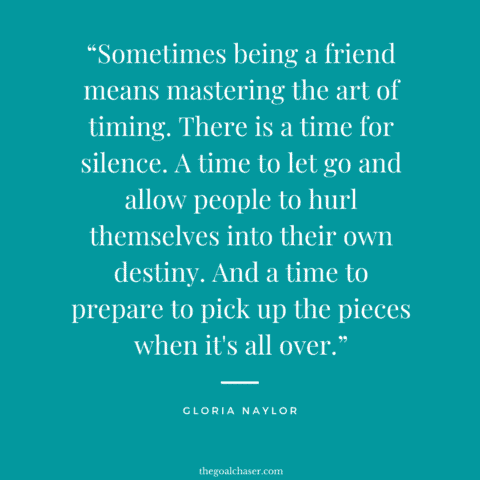 “Sometimes being a friend
means mastering the art of
timing. There is a time for
silence. A time to let go and
allow people to hurl
themselves into their own
destiny. And a time to
prepare to pick up the pieces
when it's all over.”
GLORIA NAYLOR
thegoalchaser.com